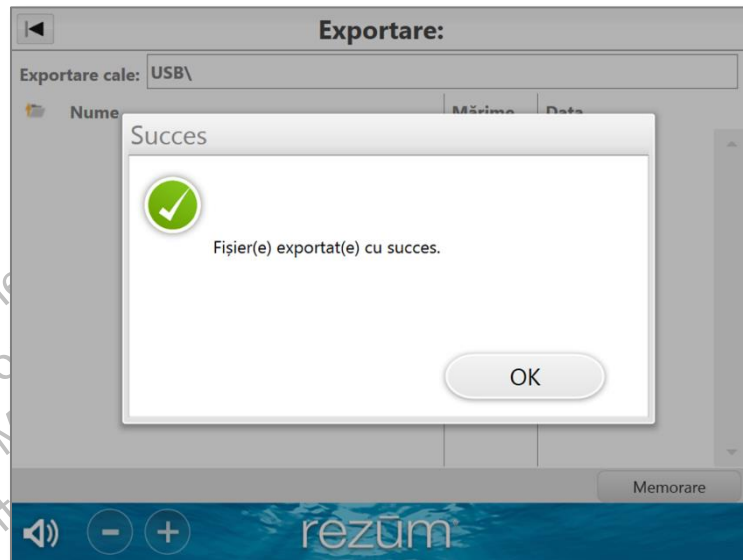 Exportare:
Exportare cale: USB\
Nume Mărime Data
Succes
Fișier(e) exportat(e) cu succes.
OK
Memorare
rezūm